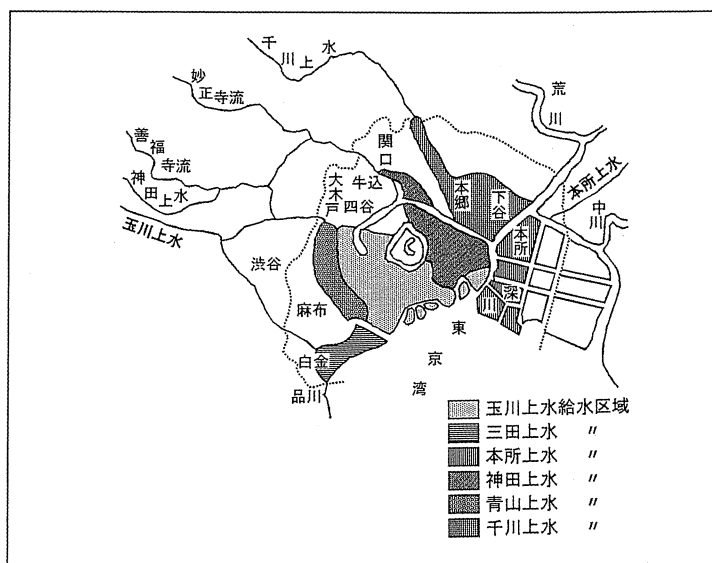 千川上水
妙正寺流
善福寺流
神田上水
玉川上水
荒川
関口
牛込
大木戸
四谷
本郷
下谷
本所上水
中川
本所
深川
渋谷
麻布
白金
品川
東京湾
玉川上水給水区域
三田上水 〃
本所上水 〃
神田上水 〃
青山上水 〃
千川上水 〃